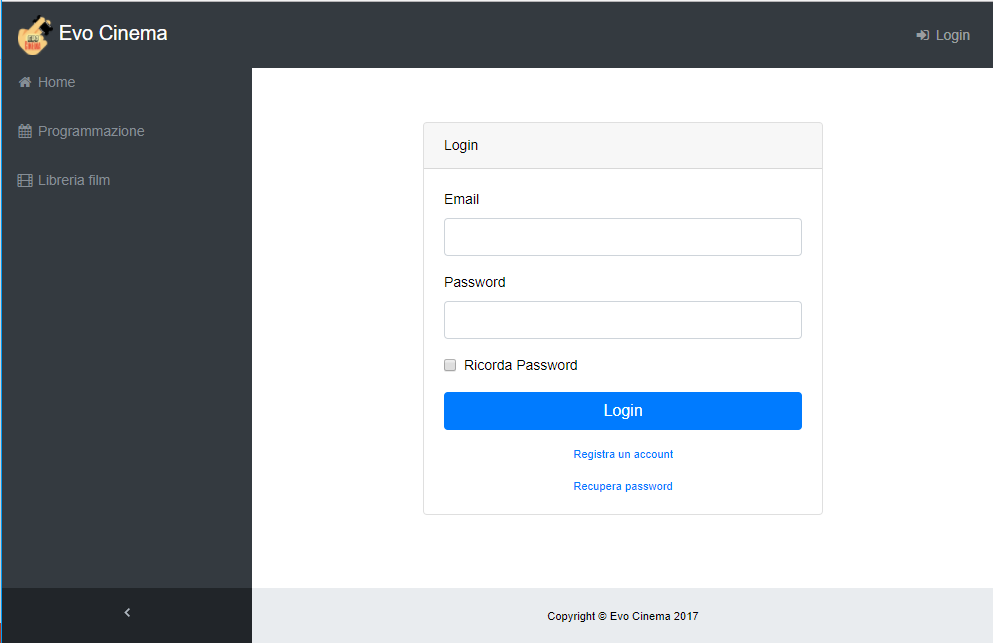 Evo Cinema
Login
Home
Programmazione
Libreria film
Login
Email
Password
Ricorda Password
Login
Registra un account
Recupera password
Copyright © Evo Cinema 2017